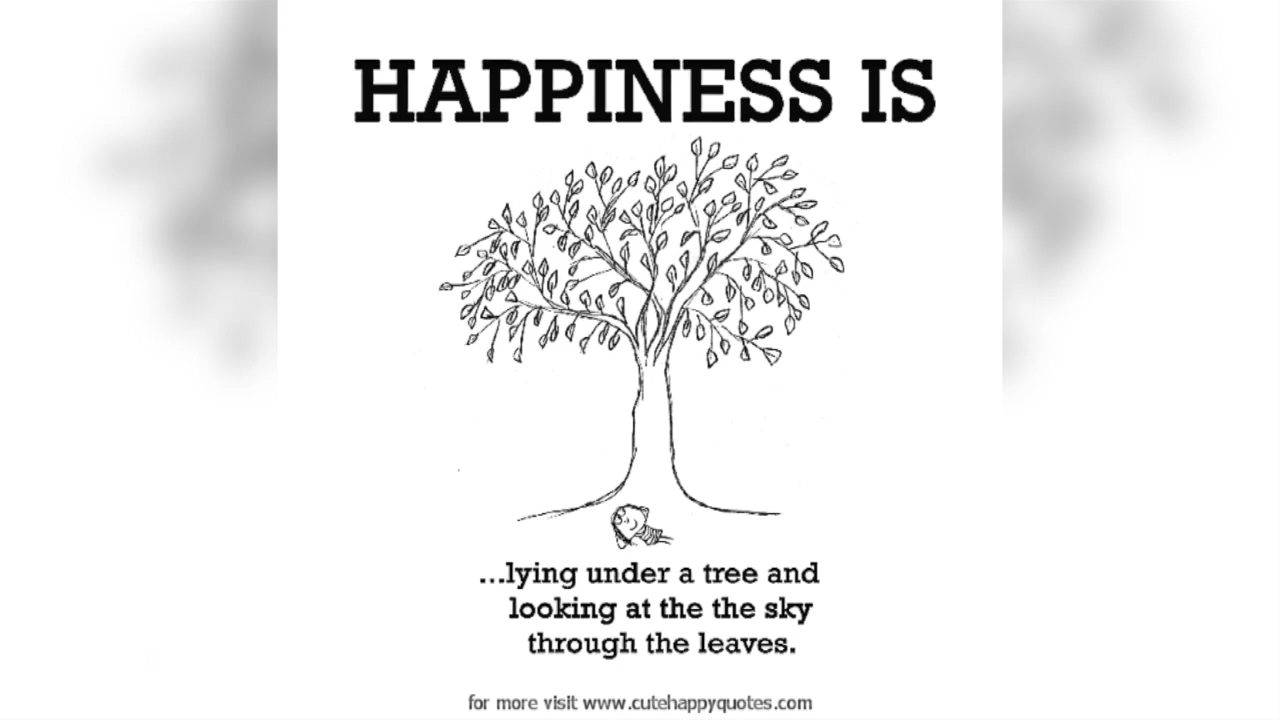 HAPPINESS IS
...lying under a tree and
looking at the the sky
through the leaves.
for more visit www.cutehappyquotes.com